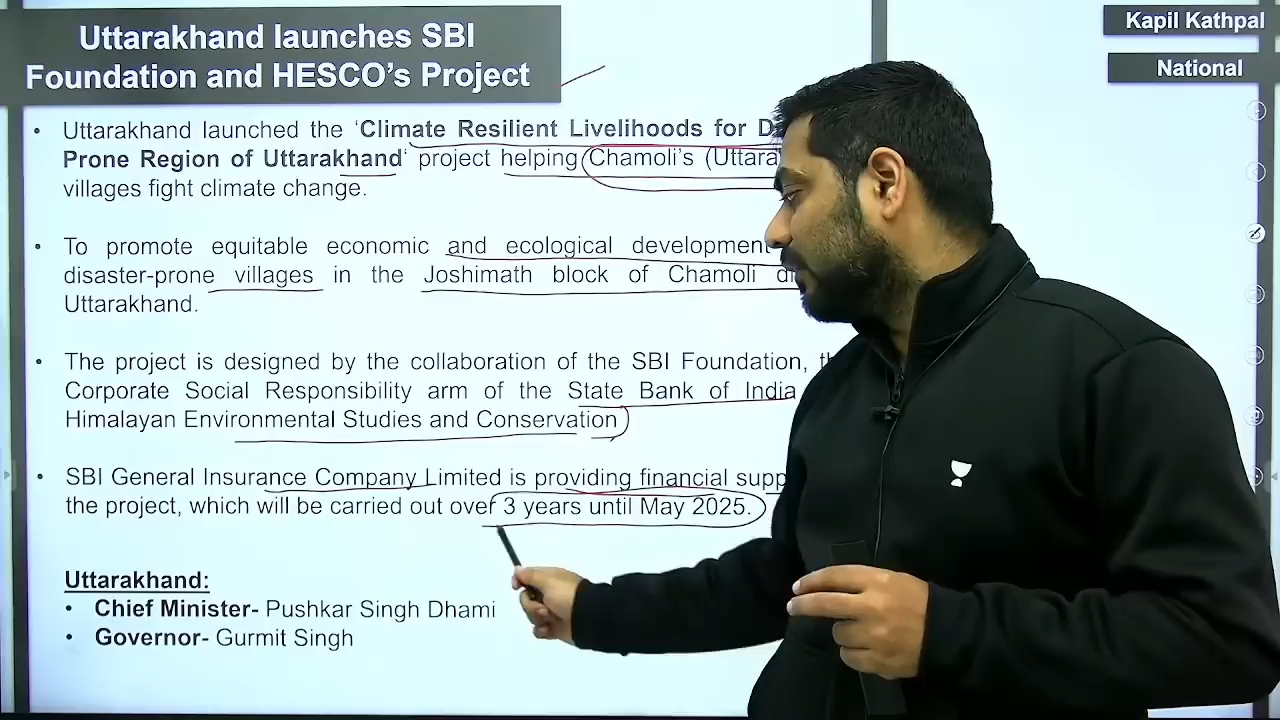 Uttarakhand launches SBI
Foundation and HESCO's Project
Kapil Kathpal
National
• Uttarakhand launched the 'Climate Resilient Livelihoods for
Prone Region of Uttarakhand' project helping Chamoli's
villages fight climate change.
• To promote equitable economic and ecological development
disaster-prone villages in the Joshimath block of Chamoli
Uttarakhand.
• The project is designed by the collaboration of the SBI Foundation,
Corporate Social Responsibility arm of the State Bank of India
Himalayan Environmental Studies and Conservation
• SBI General Insurance Company Limited is providing financial
the project, which will be carried out over 3 years until May 2025.
Uttarakhand:
• Chief Minister- Pushkar Singh Dhami
• Governor- Gurmit Singh